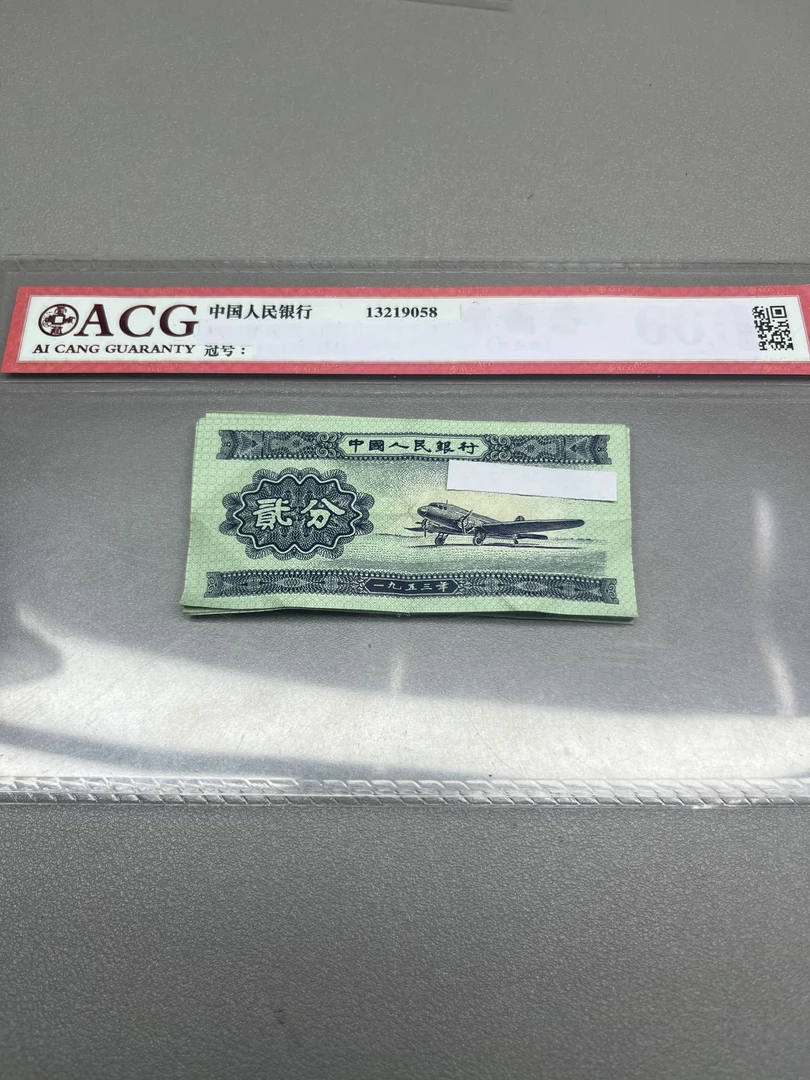 ACG
AI CANG GUARANTY
中国人民银行 13219058
冠号：
中國人民銀行
貳分
一九五三年